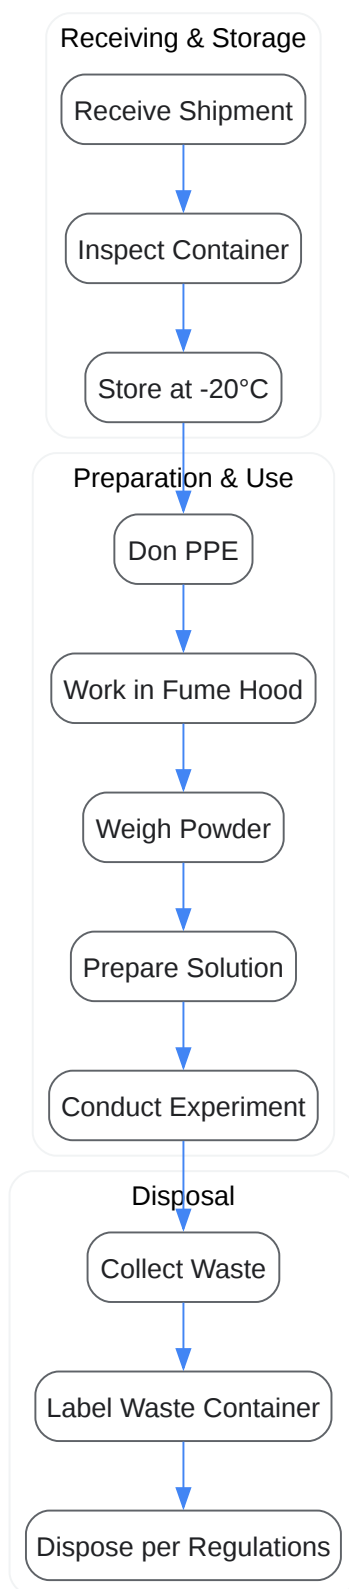 Receiving & Storage
Receive Shipment
Inspect Container
Store at -20°C
Preparation & Use
Don PPE
Work in Fume Hood
Weigh Powder
Prepare Solution
Conduct Experiment
Disposal
Collect Waste
Label Waste Container
Dispose per Regulations